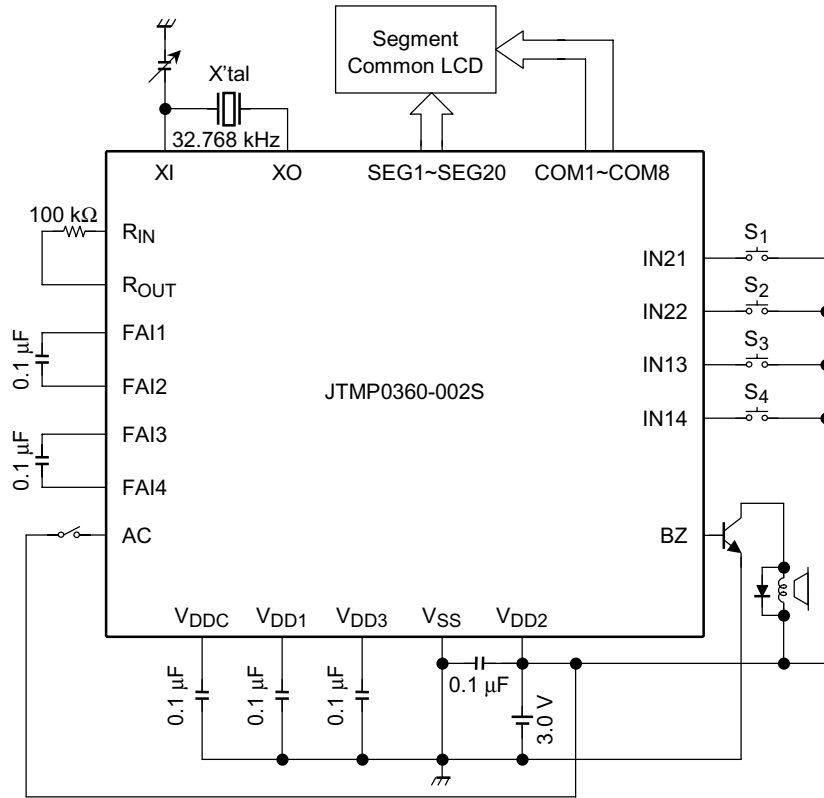 Segment
Common LCD
X'tal
32.768 kHz
XI
XO
SEG1~SEG20
COM1~COM8
100 kΩ
RIN
ROUT
FAI1
0.1 μF
FAI2
FAI3
0.1 μF
FAI4
AC
JTMP0360-002S
IN21
S1
IN22
S2
IN13
S3
IN14
S4
BZ
VDDC
VDD1
VDD3
VSS
VDD2
0.1 μF
0.1 μF
0.1 μF
0.1 μF
3.0 V